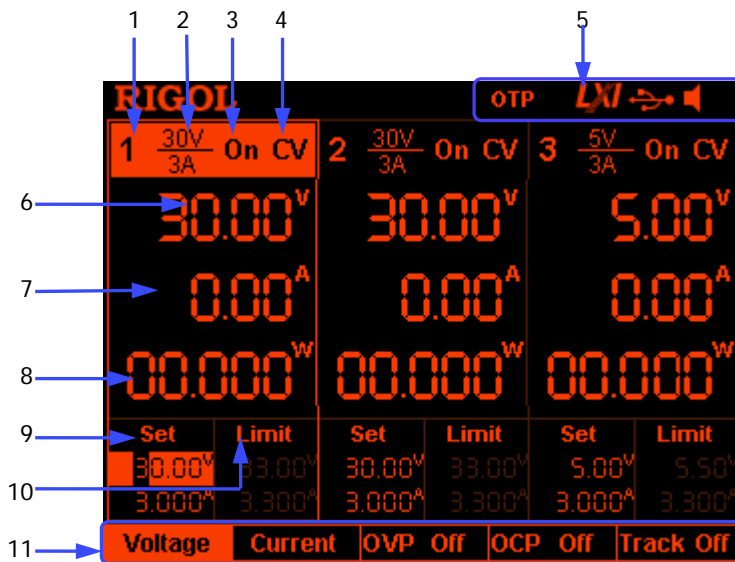 1 2 3 4 5
RIGOL OTP LXI
1 30V/3A On CV 2 30V/3A On CV 3 5V/3A On CV
6 30.00V 30.00V 5.00V
7 0.00A 0.00A 0.00A
8 00.000W 00.000W 00.000W
9 Set Limit Set Limit Set Limit
30.00V 33.00V 30.00V 33.00V 5.00V 5.50V
10 3.000A 3.300A 3.000A 3.300A 3.000A 3.300A
11 Voltage Current OVP Off OCP Off Track Off